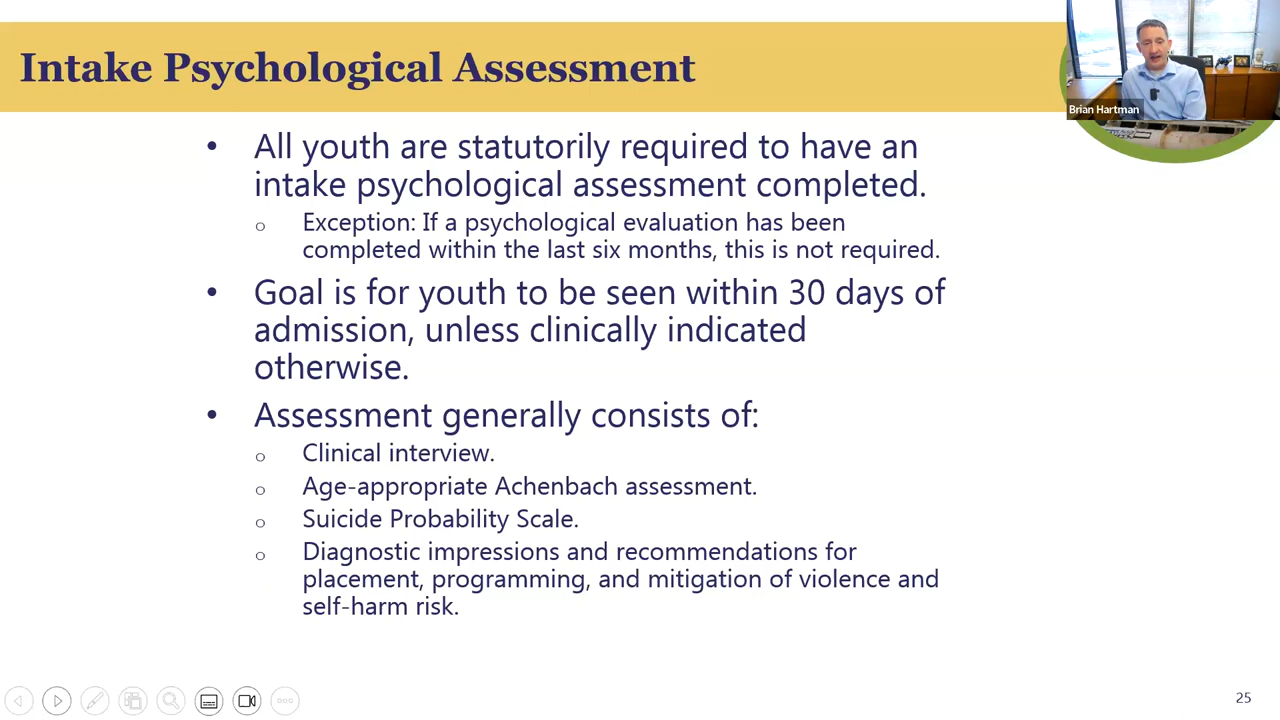 Intake Psychological Assessment
Brian Hartman
• All youth are statutorily required to have an
intake psychological assessment completed.
o Exception: If a psychological evaluation has been
completed within the last six months, this is not required.
• Goal is for youth to be seen within 30 days of
admission, unless clinically indicated
otherwise.
• Assessment generally consists of:
o Clinical interview.
o Age-appropriate Achenbach assessment.
o Suicide Probability Scale.
o Diagnostic impressions and recommendations for
placement, programming, and mitigation of violence and
self-harm risk.
25